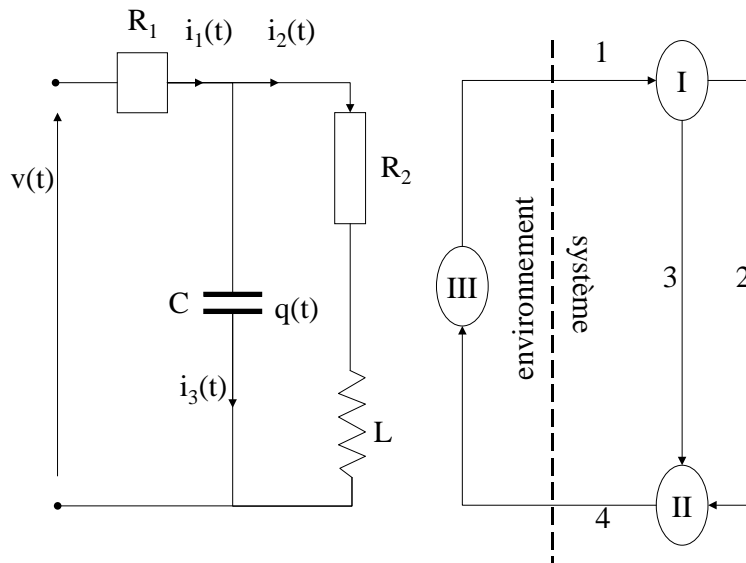 R1 i1(t) i2(t)
v(t)
R2
C q(t)
i3(t)
L
1
I
environnement
système
III
3
2
4
II